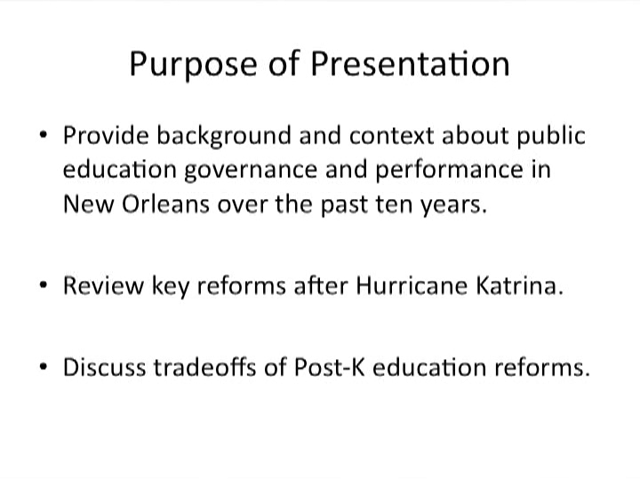 Purpose of Presentation
• Provide background and context about public
education governance and performance in
New Orleans over the past ten years.
• Review key reforms after Hurricane Katrina.
• Discuss tradeoffs of Post-K education reforms.